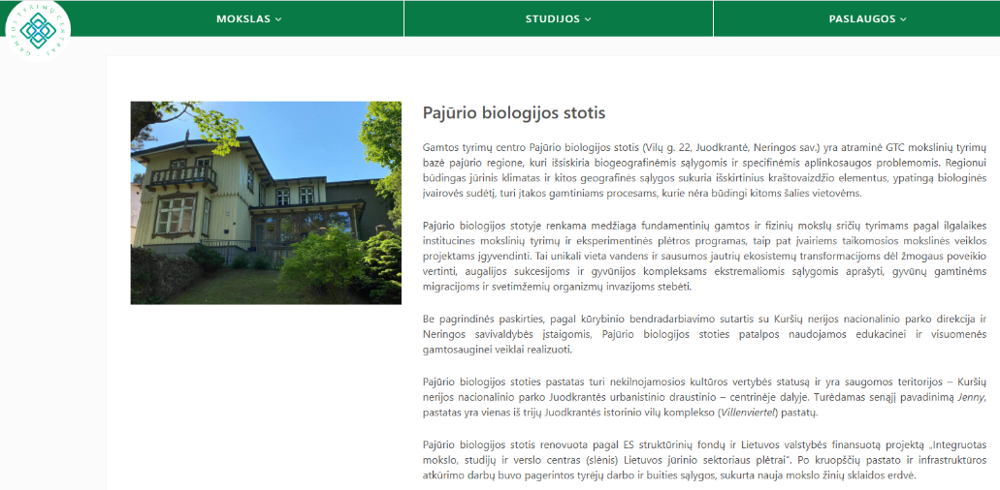 MOKSLAS
STUDIJOS
PASLAUGOS
GAMTOS TYRIMŲ CENTRAS
Pajūrio biologijos stotis
Gamtos tyrimų centro Pajūrio biologijos stotis (Vilų g. 22, Juodkrantė, Neringos sav.) yra atraminė GTC mokslinių tyrimų
bazė pajūrio regione, kuri išsiskiria biogeografinėmis sąlygomis ir specifinėmis aplinkosaugos problemomis. Regionui
būdingas jūrinis klimatas ir kitos geografinės sąlygos sukuria išskirtinius kraštovaizdžio elementus, ypatingą biologinės
įvairovės sudėtį, turi įtakos gamtiniams procesams, kurie nėra būdingi kitoms šalies vietovėms.
Pajūrio biologijos stotyje renkama medžiaga fundamentinių gamtos ir fizinių mokslų sričių tyrimams pagal ilgalaikes
institucines mokslinių tyrimų ir eksperimentinės plėtros programas, taip pat įvairiems taikomosios mokslinės veiklos
projektams įgyvendinti. Tai unikali vieta vandens ir sausumos jautrių ekosistemų transformacijoms dėl žmogaus poveikio
vertinti, augalijos sukcesijoms ir gyvūnijos kompleksams ekstremaliomis sąlygomis aprašyti, gyvūnų gamtinėms
migracijoms ir svetimžemių organizmų invazijoms stebėti.
Be pagrindinės paskirties, pagal kūrybinio bendradarbiavimo sutartis su Kuršių nerijos nacionalinio parko direkcija ir
Neringos savivaldybės įstaigomis, Pajūrio biologijos stoties patalpos naudojamos edukacinei ir visuomenės
gamtosauginei veiklai realizuoti.
Pajūrio biologijos stoties pastatas turi nekilnojamosios kultūros vertybės statusą ir yra saugomos teritorijos – Kuršių
nerijos nacionalinio parko Juodkrantės urbanistinio draustinio – centrinėje dalyje. Turėdamas senąjį pavadinimą Jenny,
pastatas yra vienas iš trijų Juodkrantės istorinio vilų komplekso (Villenviertel) pastatų.
Pajūrio biologijos stotis renovuota pagal ES struktūrinių fondų ir Lietuvos valstybės finansuotą projektą „Integruotas
mokslo, studijų ir verslo centras (slėnis) Lietuvos jūrinio sektoriaus plėtrai“. Po kruopščių pastato ir infrastruktūros
atkūrimo darbų buvo pagerintos tyrėjų darbo ir buities sąlygos, sukurta nauja mokslo žinių sklaidos erdvė.